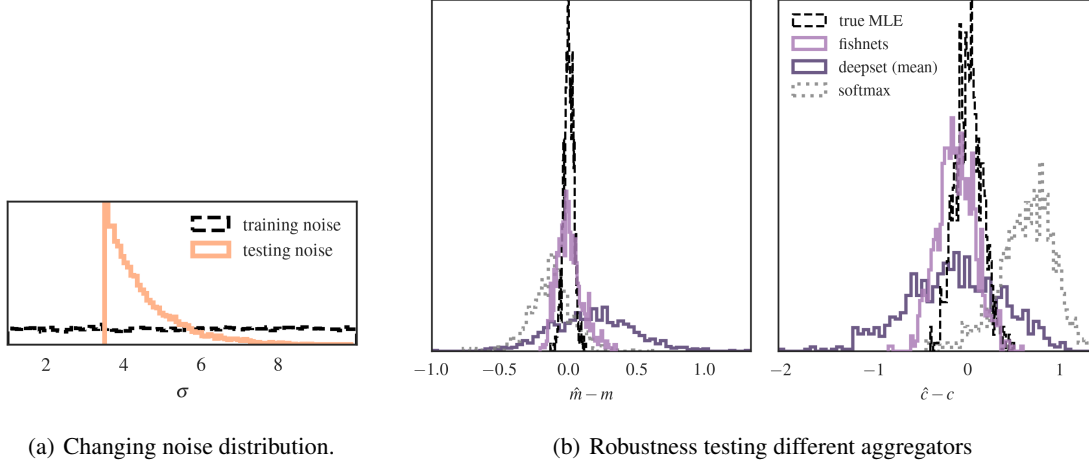 training noise
testing noise
2
4
6
8
σ
(a) Changing noise distribution.
true MLE
fishnets
deepset (mean)
softmax
−1.0
−0.5
0.0
0.5
1.0
m̂ − m
−2
−1
0
1
ĉ − c
(b) Robustness testing different aggregators